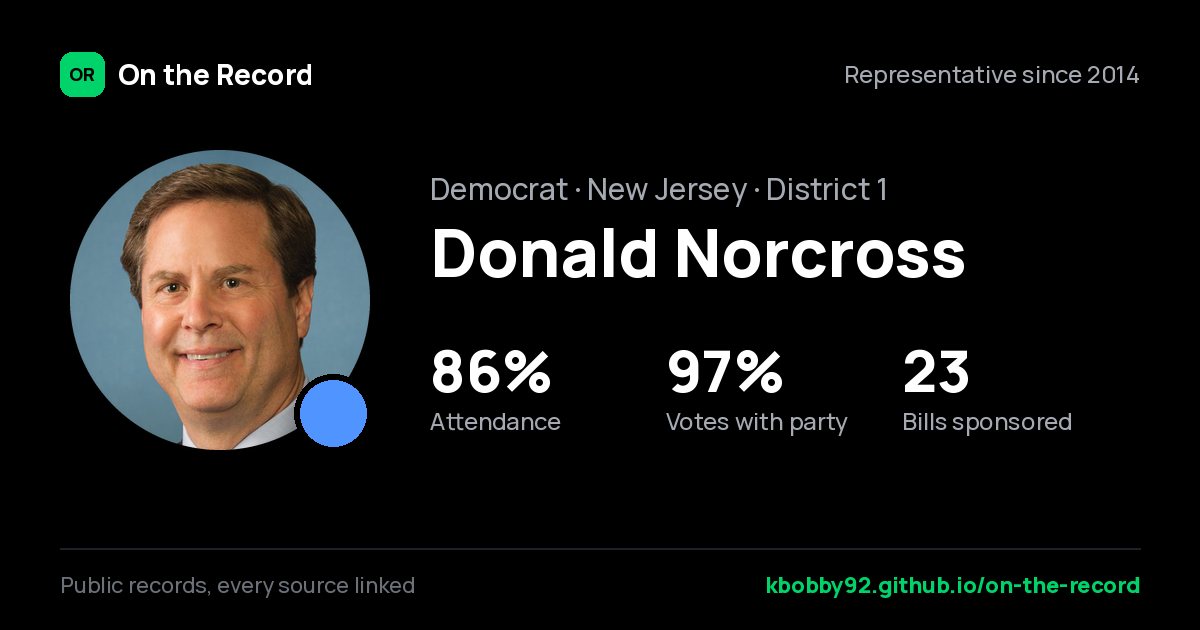 OR On the Record
Representative since 2014
Democrat · New Jersey · District 1
Donald Norcross
86% 97% 23
Attendance Votes with party Bills sponsored
Public records, every source linked
kbobby92.github.io/on-the-record